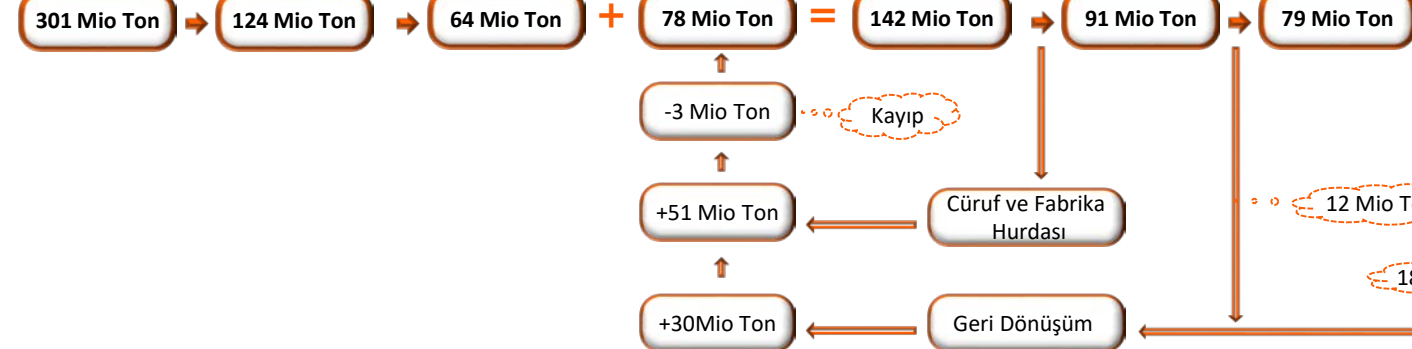 301 Mio Ton
124 Mio Ton
64 Mio Ton
+
78 Mio Ton
=
142 Mio Ton
91 Mio Ton
79 Mio Ton
-3 Mio Ton
Kayıp
+51 Mio Ton
Cüruf ve Fabrika
Hurdası
12 Mio
18
+30Mio Ton
Geri Dönüşüm